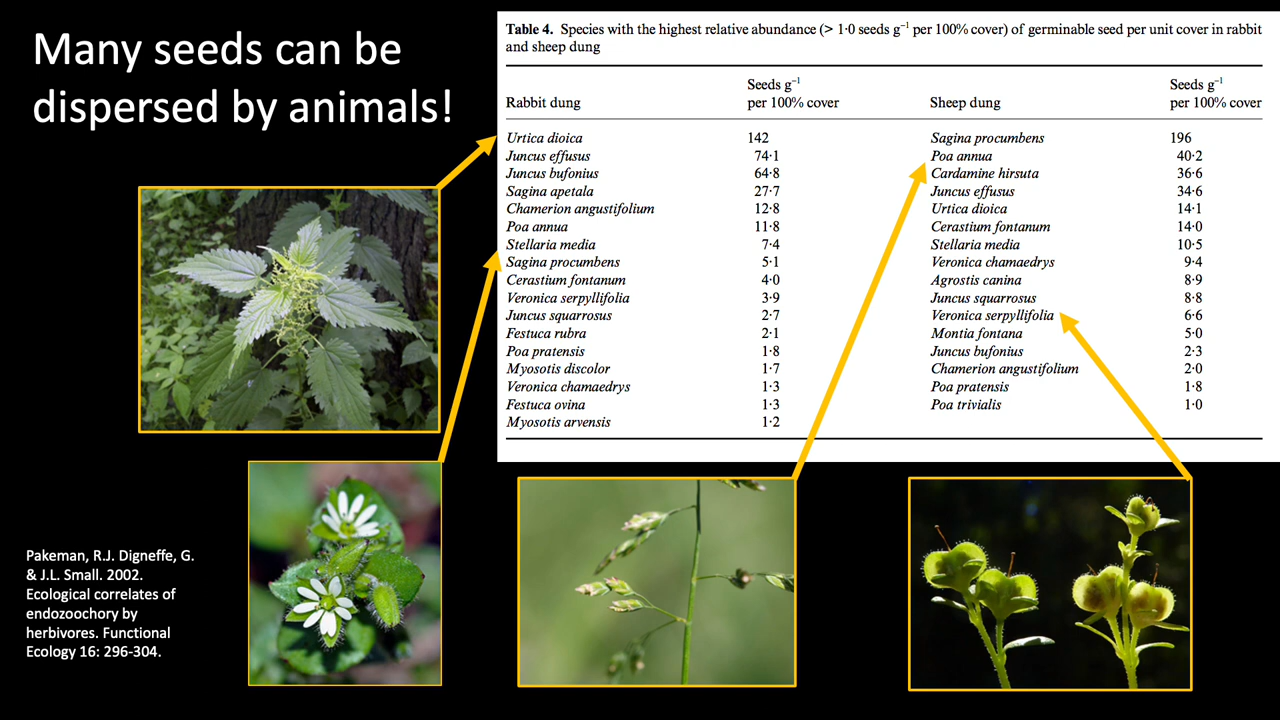 Many seeds can be
dispersed by animals!
Table 4. Species with the highest relative abundance (> 1·0 seeds g⁻¹ per 100% cover) of germinable seed per unit cover in rabbit
and sheep dung
Rabbit dung Seeds g⁻¹ per 100% cover Sheep dung Seeds g⁻¹ per 100% cover
Urtica dioica 142 Sagina procumbens 196
Juncus effusus 74·1 Poa annua 40·2
Juncus bufonius 64·8 Cardamine hirsuta 36·6
Sagina apetala 27·7 Juncus effusus 34·6
Chamerion angustifolium 12·8 Urtica dioica 14·1
Poa annua 11·8 Cerastium fontanum 14·0
Stellaria media 7·4 Stellaria media 10·5
Sagina procumbens 5·1 Veronica chamaedrys 9·4
Cerastium fontanum 4·0 Agrostis canina 8·9
Veronica serpyllifolia 3·9 Juncus squarrosus 8·8
Juncus squarrosus 2·7 Veronica serpyllifolia 6·6
Festuca rubra 2·1 Montia fontana 5·0
Poa pratensis 1·8 Juncus bufonius 2·3
Myosotis discolor 1·7 Chamerion angustifolium 2·0
Veronica chamaedrys 1·3 Poa pratensis 1·8
Festuca ovina 1·3 Poa trivialis 1·0
Myosotis arvensis 1·2
Pakeman, R.J. Digneffe, G.
& J.L. Small. 2002.
Ecological correlates of
endozoochory by
herbivores. Functional
Ecology 16: 296-304.